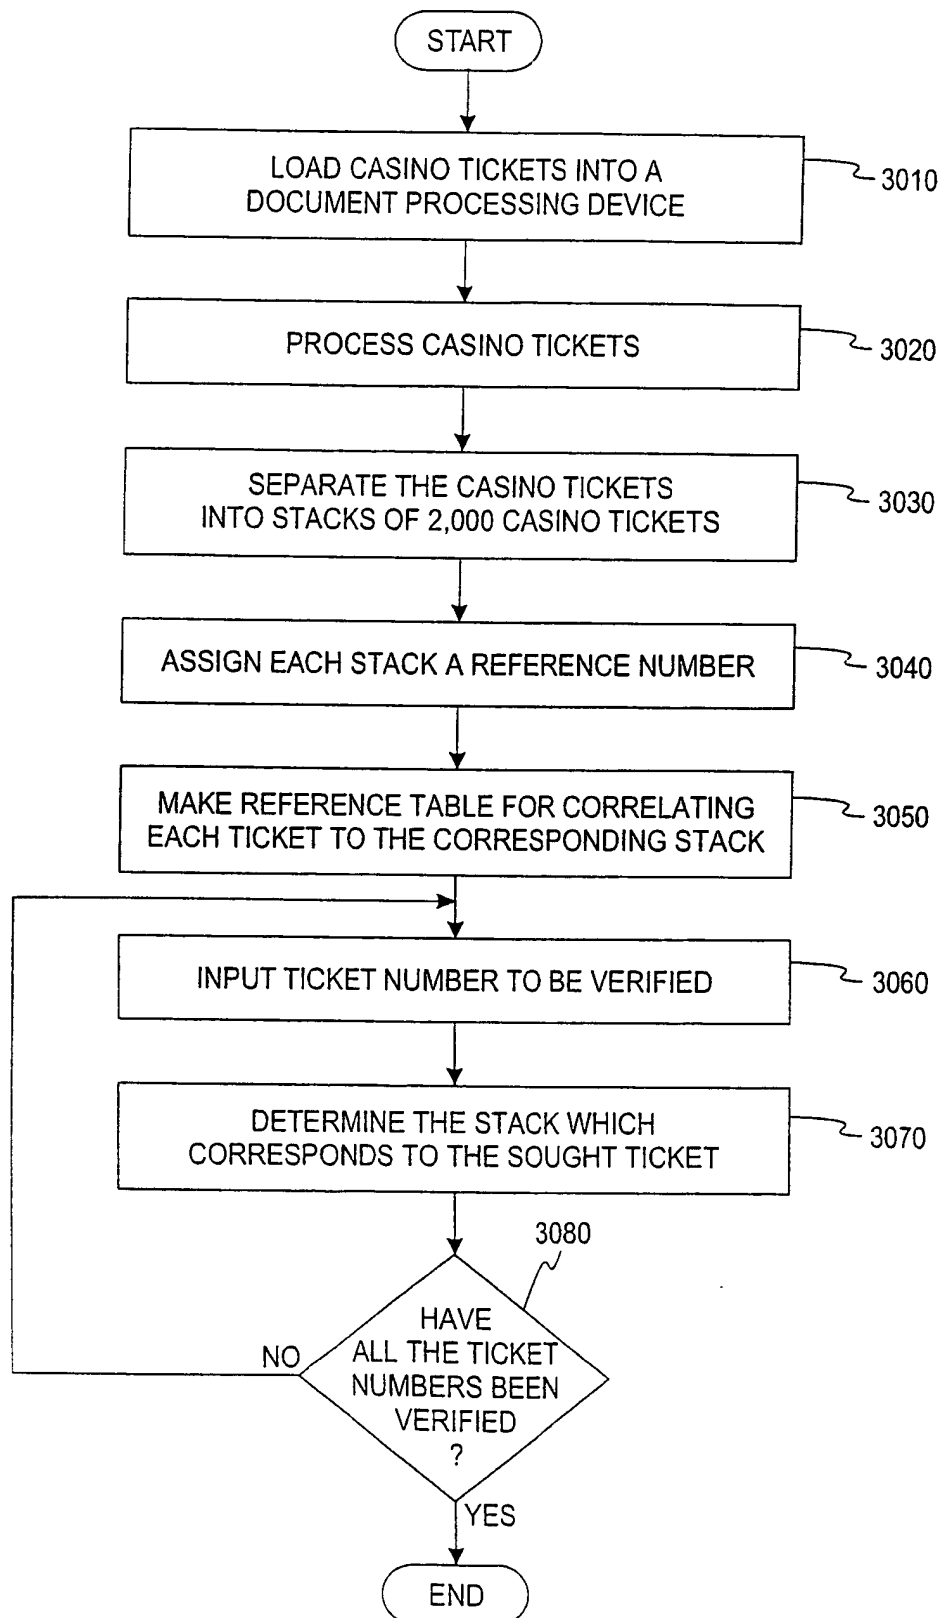 START
LOAD CASINO TICKETS INTO A
DOCUMENT PROCESSING DEVICE
3010
PROCESS CASINO TICKETS
3020
SEPARATE THE CASINO TICKETS
INTO STACKS OF 2,000 CASINO TICKETS
3030
ASSIGN EACH STACK A REFERENCE NUMBER
3040
MAKE REFERENCE TABLE FOR CORRELATING
EACH TICKET TO THE CORRESPONDING STACK
3050
INPUT TICKET NUMBER TO BE VERIFIED
3060
DETERMINE THE STACK WHICH
CORRESPONDS TO THE SOUGHT TICKET
3070
3080
HAVE
ALL THE TICKET
NUMBERS BEEN
VERIFIED
?
NO
YES
END